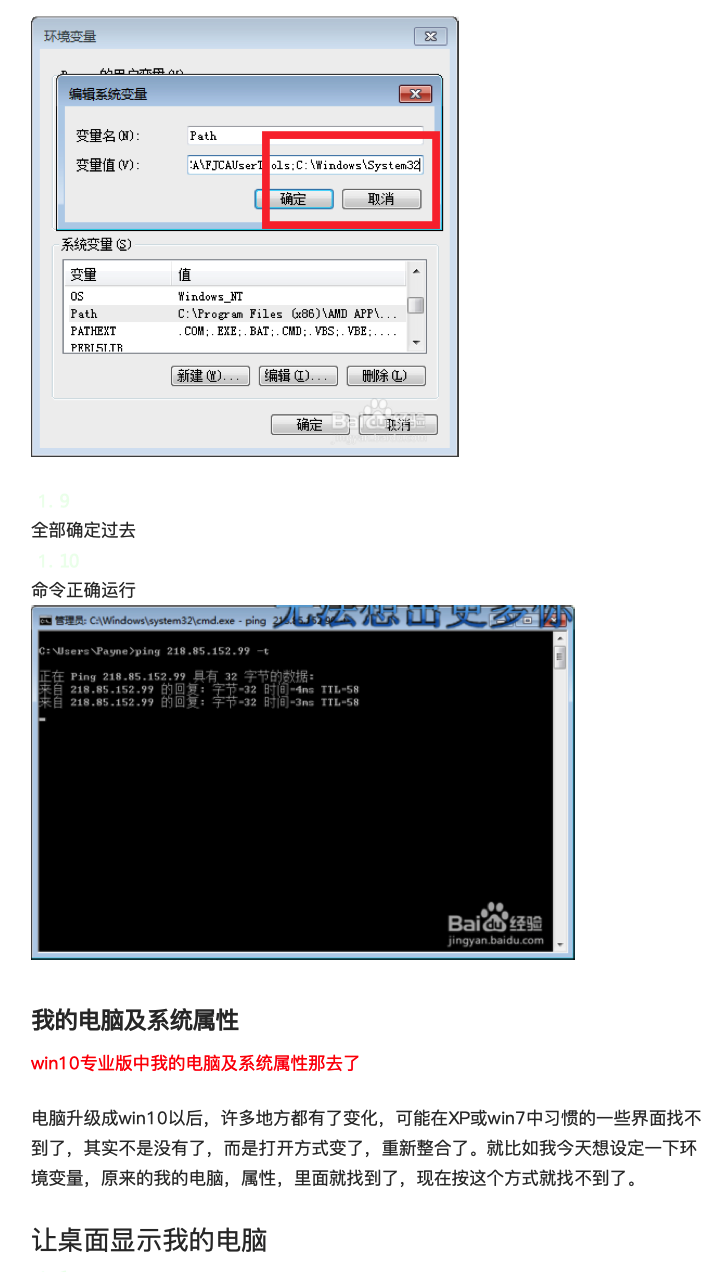 环境变量
的用户变量(U)
编辑系统变量
变量名(N): Path
变量值(V): :A\FJCAUserTools;C:\Windows\System32
确定 取消
系统变量(S)
变量 值
OS Windows_NT
Path C:\Program Files (x86)\AMD APP\...
PATHEXT .COM;.EXE;.BAT;.CMD;.VBS;.VBE;....
PERL5LIB
新建(W)... 编辑(I)... 删除(L)
确定 取消
Baidu经验
1. 9
全部确定过去
1. 10
命令正确运行
无法想出更多你
管理员: C:\Windows\system32\cmd.exe - ping 218.85.152.99 -t
C:\Users\Payne>ping 218.85.152.99 -t
正在 Ping 218.85.152.99 具有 32 字节的数据:
来自 218.85.152.99 的回复: 字节=32 时间=4ms TTL=58
来自 218.85.152.99 的回复: 字节=32 时间=3ms TTL=58
Baidu经验
jingyan.baidu.com
我的电脑及系统属性
win10专业版中我的电脑及系统属性那去了
电脑升级成win10以后，许多地方都有了变化，可能在XP或win7中习惯的一些界面找不
到了，其实不是没有了，而是打开方式变了，重新整合了。就比如我今天想设定一下环
境变量，原来的我的电脑，属性，里面就找到了，现在按这个方式就找不到了。
让桌面显示我的电脑